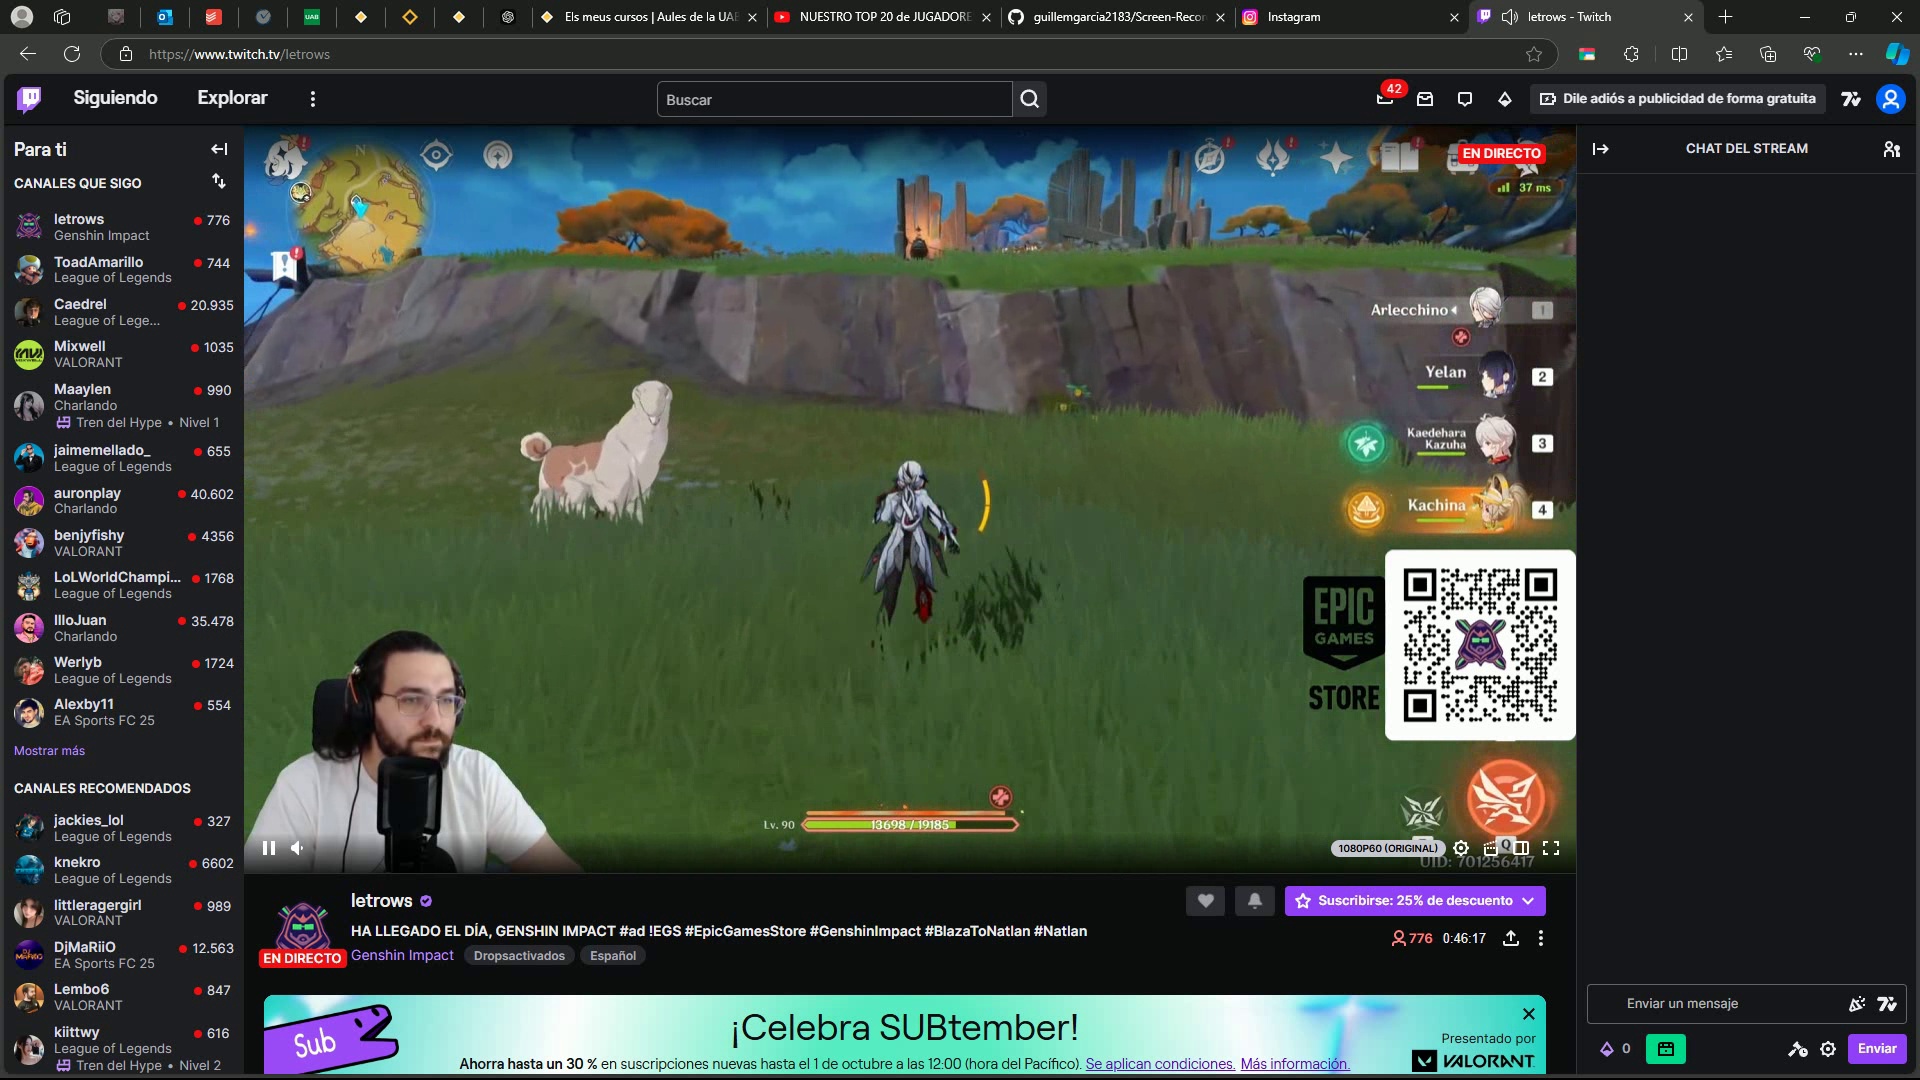 Els meus cursos | Aules de la UAB
NUESTRO TOP 20 de JUGADORE
guillemgarcia2183/Screen-Recor
Instagram
letrows - Twitch
https://www.twitch.tv/letrows
Siguiendo
Explorar
Buscar
42
Dile adiós a publicidad de forma gratuita
Para ti
CANALES QUE SIGO
letrows
776
Genshin Impact
ToadAmarillo
744
League of Legends
Caedrel
20.935
League of Lege...
Mixwell
1035
VALORANT
Maaylen
990
Charlando
Tren del Hype • Nivel 1
jaimemellado_
655
League of Legends
auronplay
40.602
Charlando
benjyfishy
4356
VALORANT
LoLWorldChampi...
1768
League of Legends
IlloJuan
35.478
Charlando
Werlyb
1724
League of Legends
Alexby11
554
EA Sports FC 25
Mostrar más
CANALES RECOMENDADOS
jackies_lol
327
League of Legends
knekro
6602
League of Legends
littleragergirl
989
VALORANT
DjMaRiiO
12.563
EA Sports FC 25
Lembo6
847
VALORANT
kiittwy
616
League of Legends
Tren del Hype • Nivel 2
N
EN DIRECTO
37 ms
Arlecchino
1
Yelan
2
Kaedehara
Kazuha
3
Kachina
4
EPIC
GAMES
STORE
Lv. 90
13698 / 19185
1080P60 (ORIGINAL)
Q
UID: 701256417
letrows
Suscribirse: 25% de descuento
HA LLEGADO EL DÍA, GENSHIN IMPACT #ad !EGS #EpicGamesStore #GenshinImpact #BlazaToNatlan #Natlan
776
0:46:17
EN DIRECTO
Genshin Impact
Dropsactivados
Español
Sub
¡Celebra SUBtember!
Ahorra hasta un 30 % en suscripciones nuevas hasta el 1 de octubre a las 12:00 (hora del Pacífico). Se aplican condiciones. Más información.
Presentado por
VALORANT
CHAT DEL STREAM
Enviar un mensaje
0
Enviar